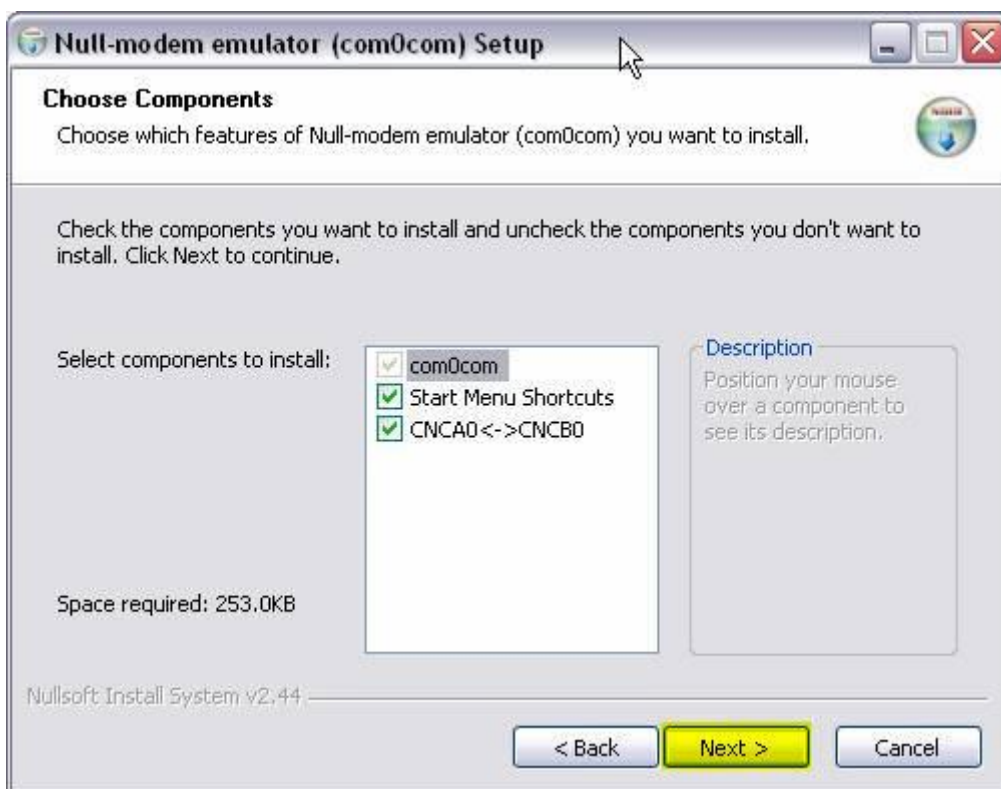 Null-modem emulator (com0com) Setup
Choose Components
Choose which features of Null-modem emulator (com0com) you want to install.
Check the components you want to install and uncheck the components you don't want to
install. Click Next to continue.
Select components to install:
com0com
Start Menu Shortcuts
CNCA0<->CNCB0
Description
Position your mouse
over a component to
see its description.
Space required: 253.0KB
Nullsoft Install System v2.44
< Back
Next >
Cancel